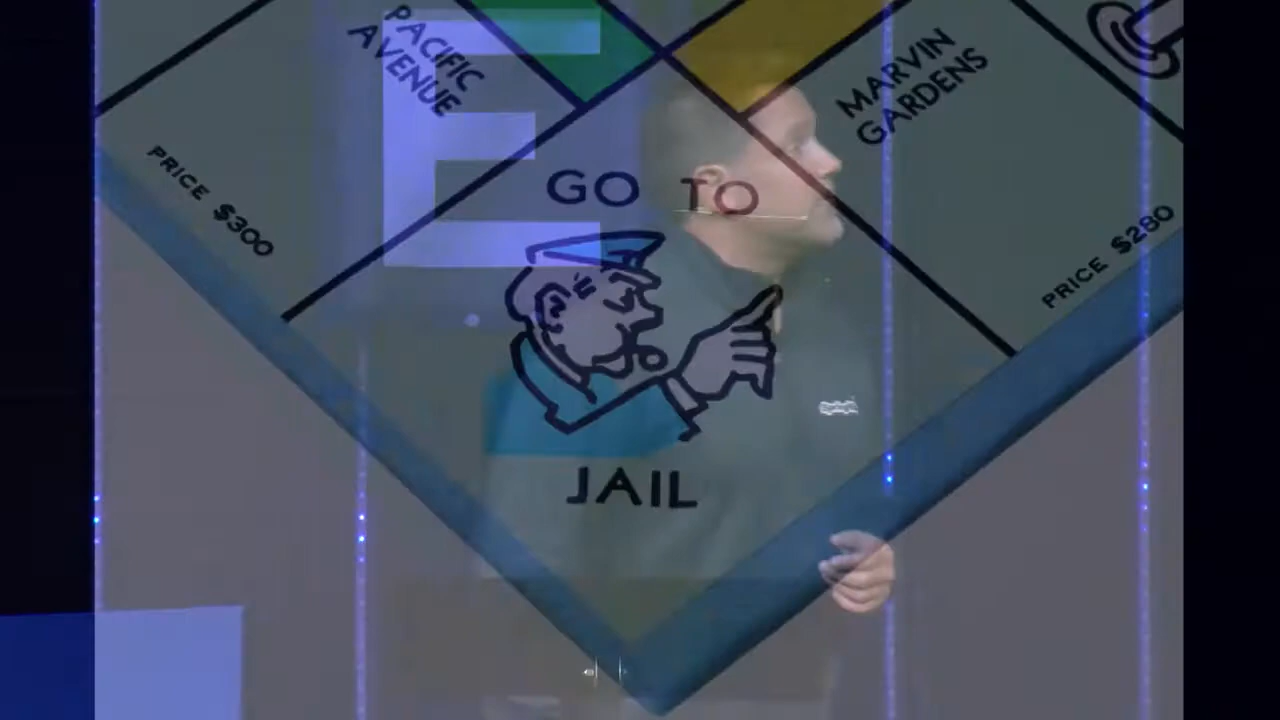 PACIFIC
AVENUE
PRICE $300
GO TO
JAIL
MARVIN
GARDENS
PRICE $280
E